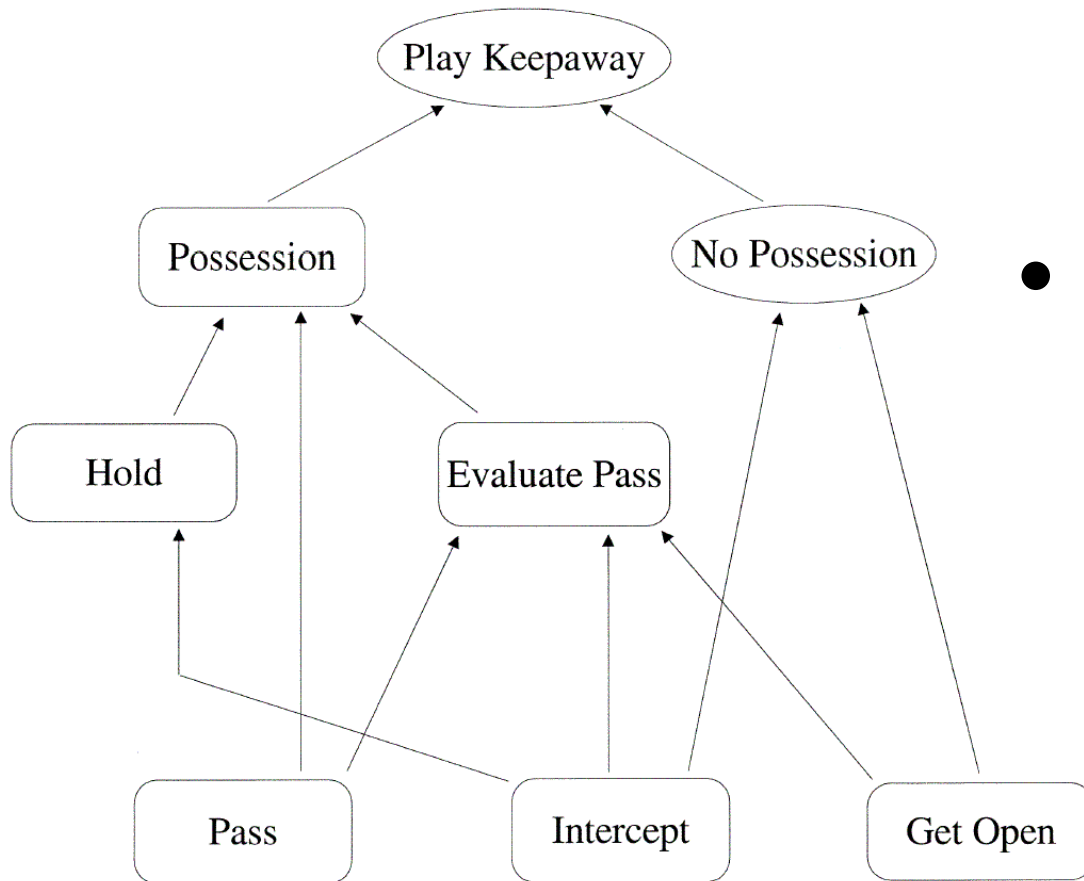 Play Keepaway
Possession
No Possession
Hold
Evaluate Pass
Pass
Intercept
Get Open